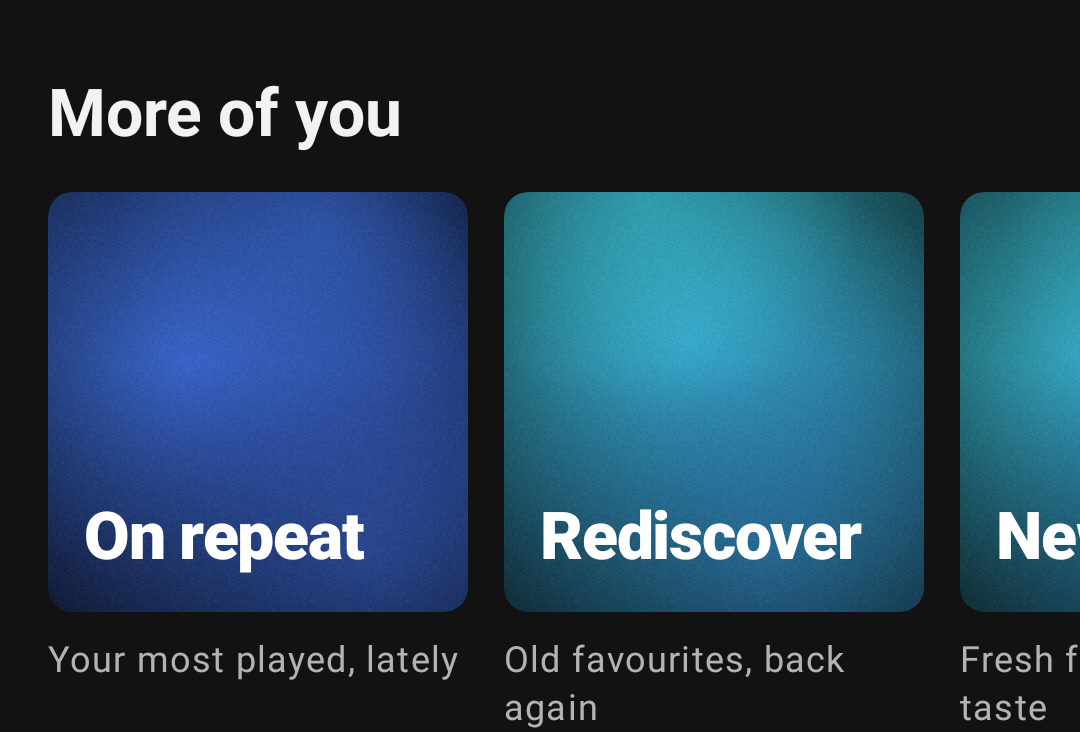 More of you
On repeat
Rediscover
Your most played, lately
Old favourites, back
again
Fresh
taste